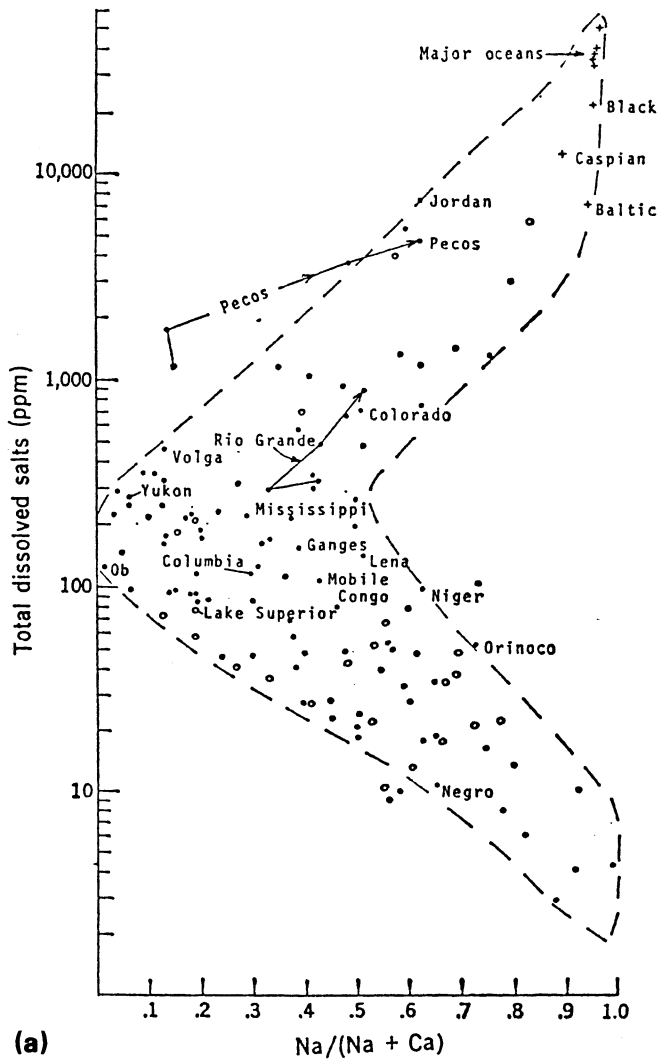 Major oceans
Black
Caspian
10,000
Jordan
Baltic
Pecos
Pecos
1,000
Colorado
Rio Grande
Volga
Yukon
Mississippi
Ganges
Columbia
Lena
Ob
Mobile
100
Congo
Niger
Lake Superior
Orinoco
10
Negro
Total dissolved salts (ppm)
.1 .2 .3 .4 .5 .6 .7 .8 .9 1.0
(a) Na/(Na + Ca)